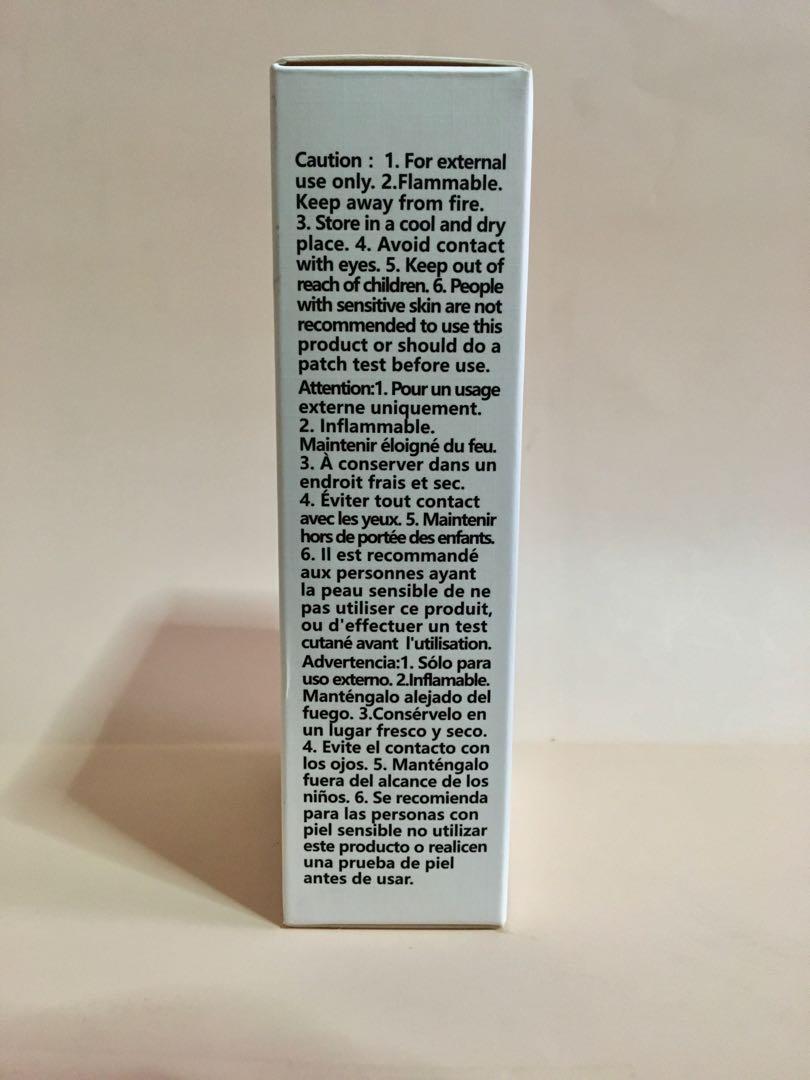 Caution : 1. For external
use only. 2.Flammable.
Keep away from fire.
3. Store in a cool and dry
place. 4. Avoid contact
with eyes. 5. Keep out of
reach of children. 6. People
with sensitive skin are not
recommended to use this
product or should do a
patch test before use.
Attention:1. Pour un usage
externe uniquement.
2. Inflammable.
Maintenir éloigné du feu.
3. À conserver dans un
endroit frais et sec.
4. Éviter tout contact
avec les yeux. 5. Maintenir
hors de portée des enfants.
6. Il est recommandé
aux personnes ayant
la peau sensible de ne
pas utiliser ce produit,
ou d'effectuer un test
cutané avant l'utilisation.
Advertencia:1. Sólo para
uso externo. 2.Inflamable.
Manténgalo alejado del
fuego. 3.Consérvelo en
un lugar fresco y seco.
4. Evite el contacto con
los ojos. 5. Manténgalo
fuera del alcance de los
niños. 6. Se recomienda
para las personas con
piel sensible no utilizar
este producto o realicen
una prueba de piel
antes de usar.